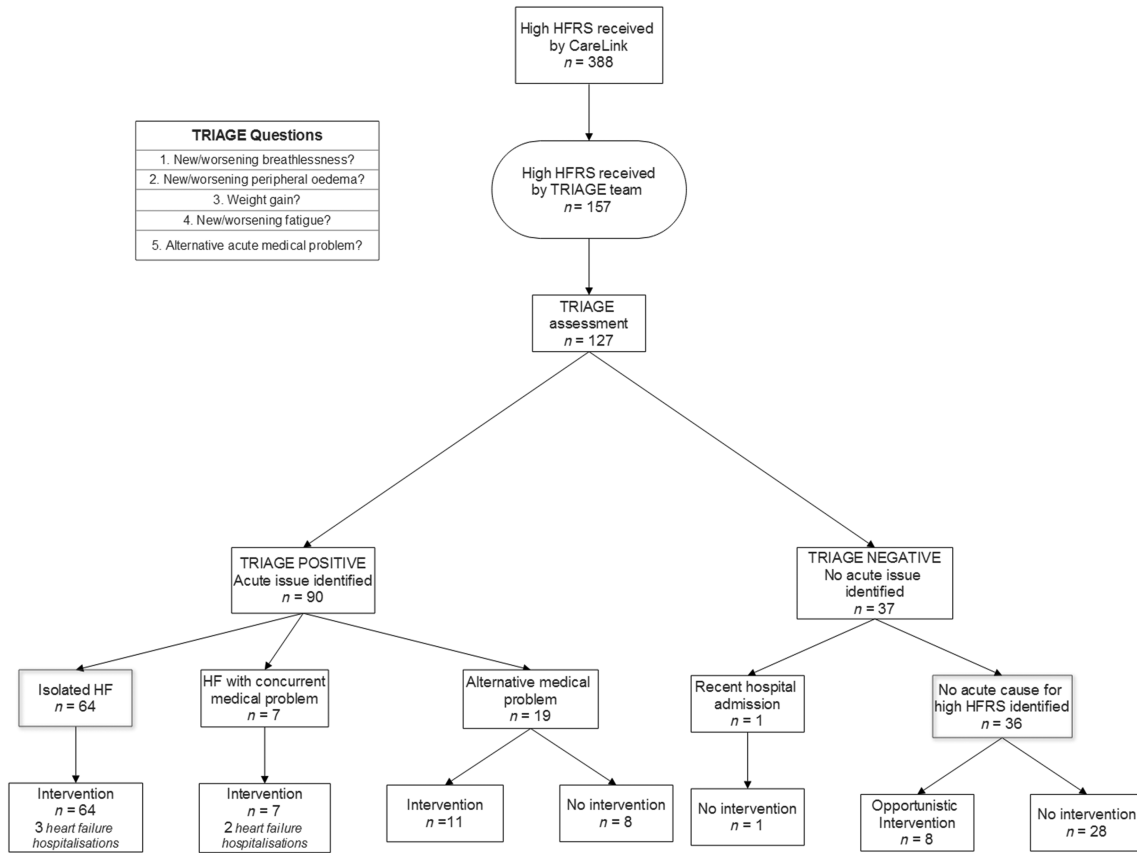 High HFRS received
by CareLink
n = 388
TRIAGE Questions
1. New/worsening breathlessness?
2. New/worsening peripheral oedema?
3. Weight gain?
4. New/worsening fatigue?
5. Alternative acute medical problem?
High HFRS received
by TRIAGE team
n = 157
TRIAGE
assessment
n = 127
TRIAGE POSITIVE
Acute issue identified
n = 90
TRIAGE NEGATIVE
No acute issue
identified
n = 37
Isolated HF
n = 64
HF with concurrent
medical problem
n = 7
Alternative medical
problem
n = 19
Recent hospital
admission
n = 1
No acute cause for
high HFRS identified
n = 36
Intervention
n = 64
3 heart failure
hospitalisations
Intervention
n = 7
2 heart failure
hospitalisations
Intervention
n =11
No intervention
n = 8
No intervention
n = 1
Opportunistic
Intervention
n = 8
No intervention
n = 28